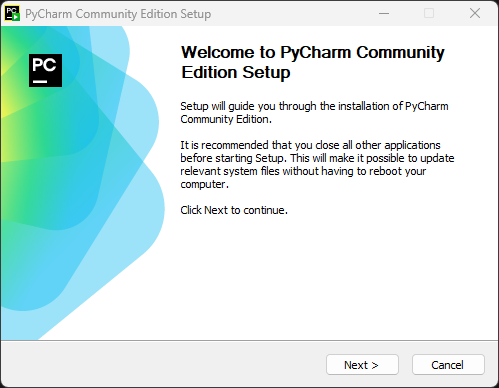 PC PyCharm Community Edition Setup
PC
Welcome to PyCharm Community
Edition Setup
Setup will guide you through the installation of PyCharm
Community Edition.
It is recommended that you close all other applications
before starting Setup. This will make it possible to update
relevant system files without having to reboot your
computer.
Click Next to continue.
Next >
Cancel